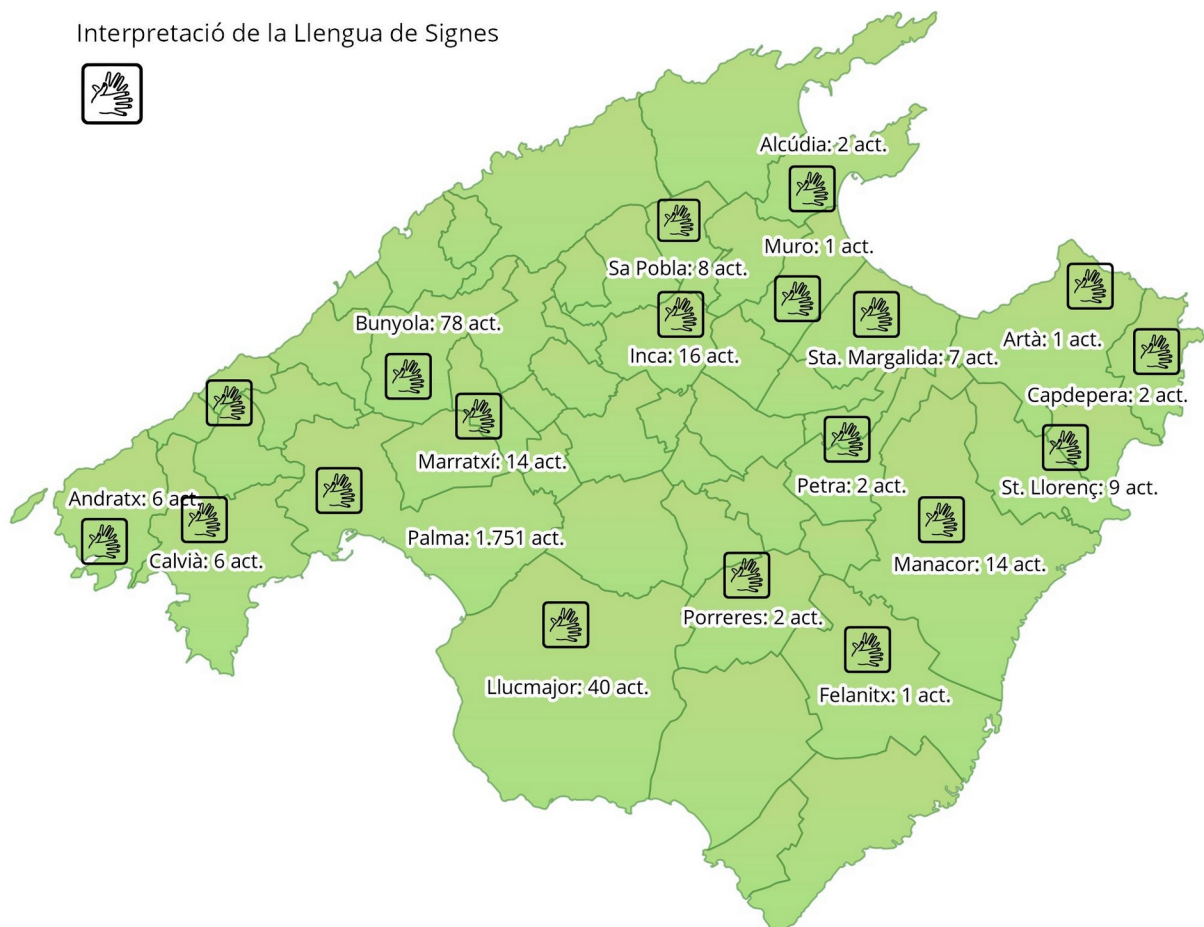 Interpretació de la Llengua de Signes
Alcúdia: 2 act.
Muro: 1 act.
Sa Pobla: 8 act.
Bunyola: 78 act.
Inca: 16 act.
Sta. Margalida: 7 act.
Artà: 1 act.
Capdepera: 2 act.
Marratxí: 14 act.
Petra: 2 act.
St. Llorenç: 9 act.
Andratx: 6 act.
Calvià: 6 act.
Palma: 1.751 act.
Manacor: 14 act.
Porreres: 2 act.
Llucmajor: 40 act.
Felanitx: 1 act.